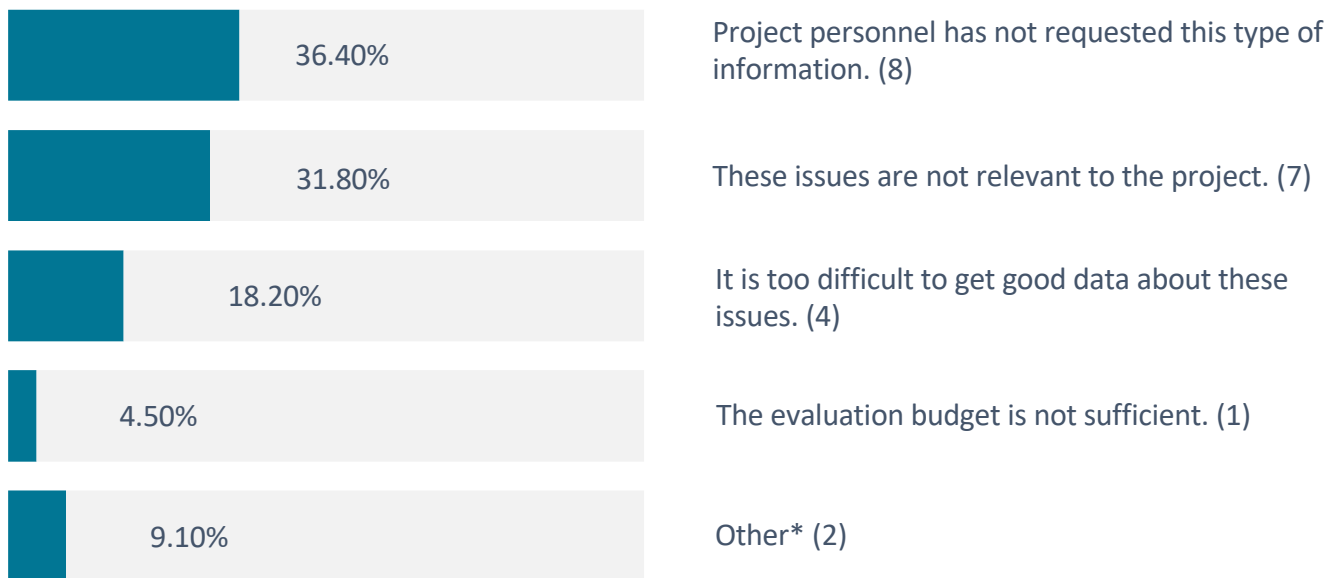 36.40%
Project personnel has not requested this type of
information. (8)
31.80%
These issues are not relevant to the project. (7)
18.20%
It is too difficult to get good data about these
issues. (4)
4.50%
The evaluation budget is not sufficient. (1)
9.10%
Other* (2)